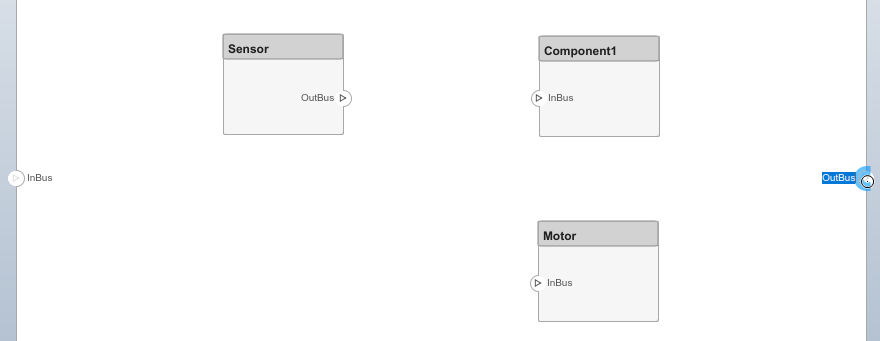 Sensor
Component1
OutBus
InBus
InBus
OutBus
Motor
InBus